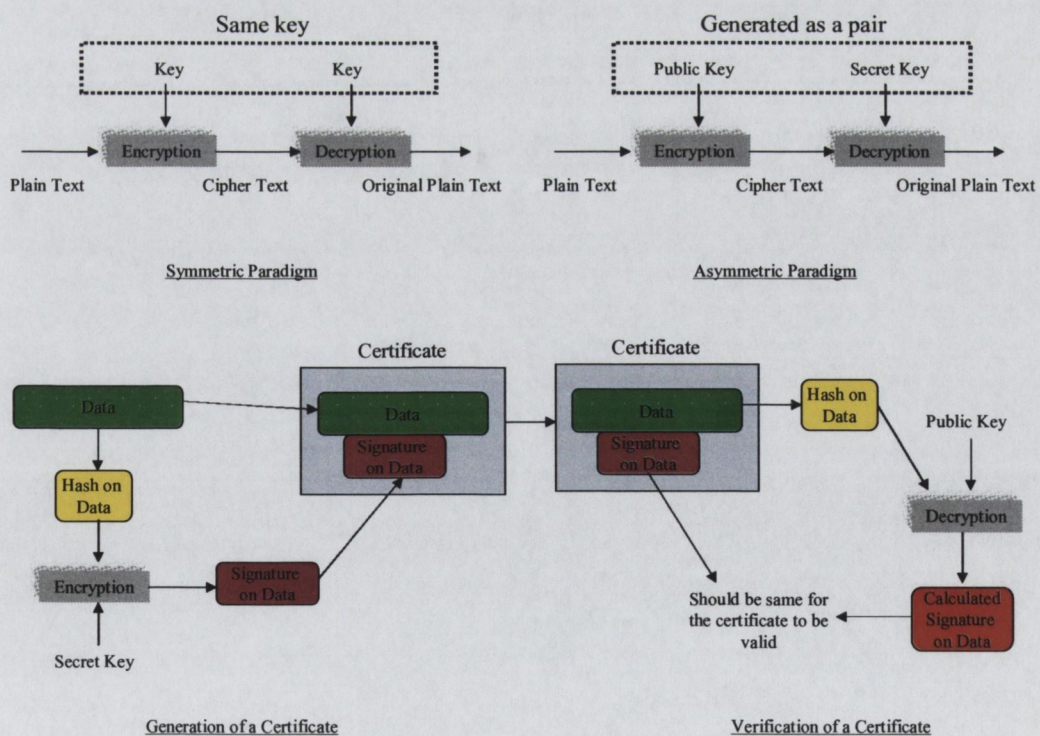 Same key
Key
Key
Encryption
Decryption
Plain Text
Cipher Text
Original Plain Text
Symmetric Paradigm
Generated as a pair
Public Key
Secret Key
Encryption
Decryption
Plain Text
Cipher Text
Original Plain Text
Asymmetric Paradigm
Data
Hash on
Data
Encryption
Secret Key
Signature
on Data
Certificate
Data
Signature
on Data
Generation of a Certificate
Certificate
Data
Signature
on Data
Hash on
Data
Public Key
Decryption
Calculated
Signature
on Data
Should be same for
the certificate to be
valid
Verification of a Certificate